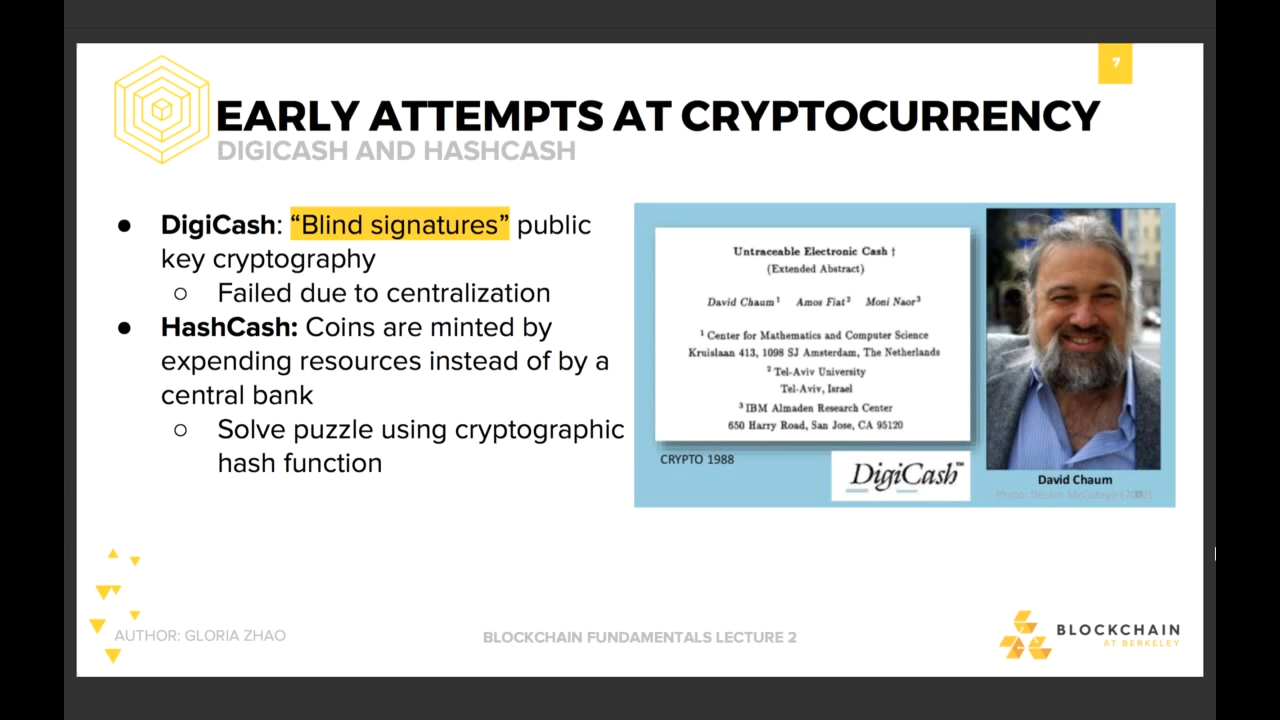 7
EARLY ATTEMPTS AT CRYPTOCURRENCY
DIGICASH AND HASHCASH
● DigiCash: “Blind signatures” public
key cryptography
○ Failed due to centralization
● HashCash: Coins are minted by
expending resources instead of by a
central bank
○ Solve puzzle using cryptographic
hash function
Untraceable Electronic Cash †
(Extended Abstract)
David Chaum¹ Amos Fiat² Moni Naor³
¹ Center for Mathematics and Computer Science
Kruislaan 413, 1098 SJ Amsterdam, The Netherlands
² Tel-Aviv University
Tel-Aviv, Israel
³ IBM Almaden Research Center
650 Harry Road, San Jose, CA 95120
CRYPTO 1988
DigiCash™
David Chaum
Photo: Declan McCullagh
AUTHOR: GLORIA ZHAO
BLOCKCHAIN FUNDAMENTALS LECTURE 2
BLOCKCHAIN
AT BERKELEY